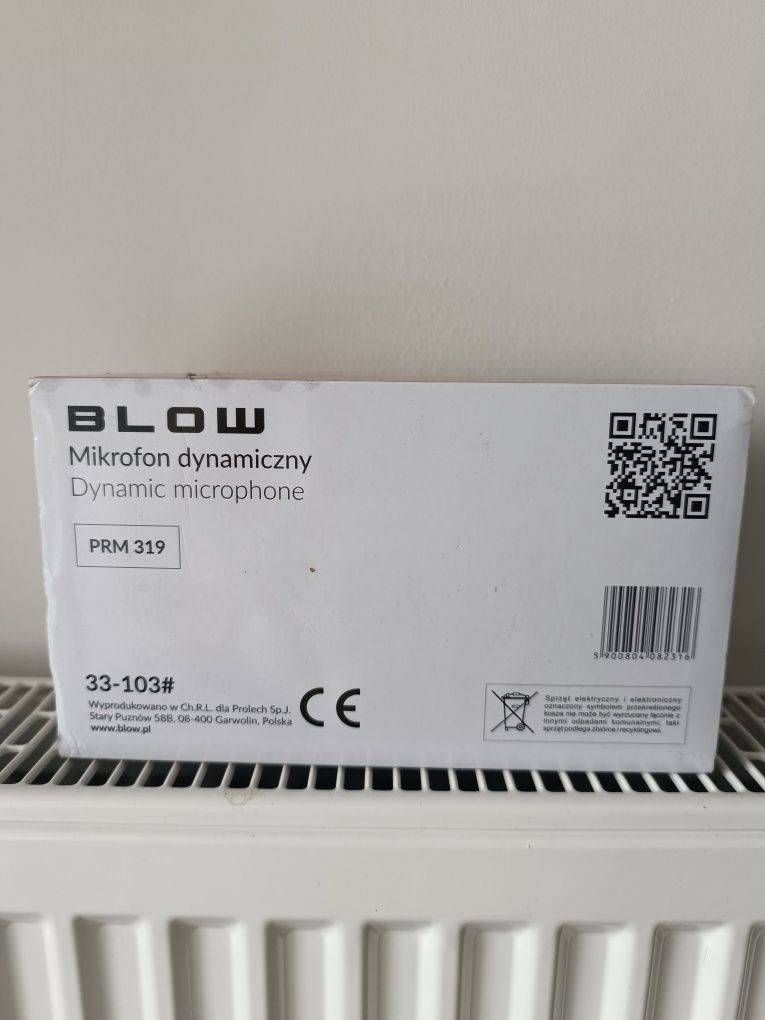 BLOW
Mikrofon dynamiczny
Dynamic microphone
PRM 319
5 900804 082316
33-103#
Wyprodukowano w Ch.R.L. dla Prolech Sp.J.
Stary Puznów 58B, 08-400 Garwolin, Polska
www.blow.pl
CE
Sprzęt elektryczny i elektroniczny
oznaczony symbolem przekreślonego
kosza nie może być wyrzucany łącznie z
innymi odpadami komunalnymi, taki
sprzęt podlega zbiórce i recyklingowi.